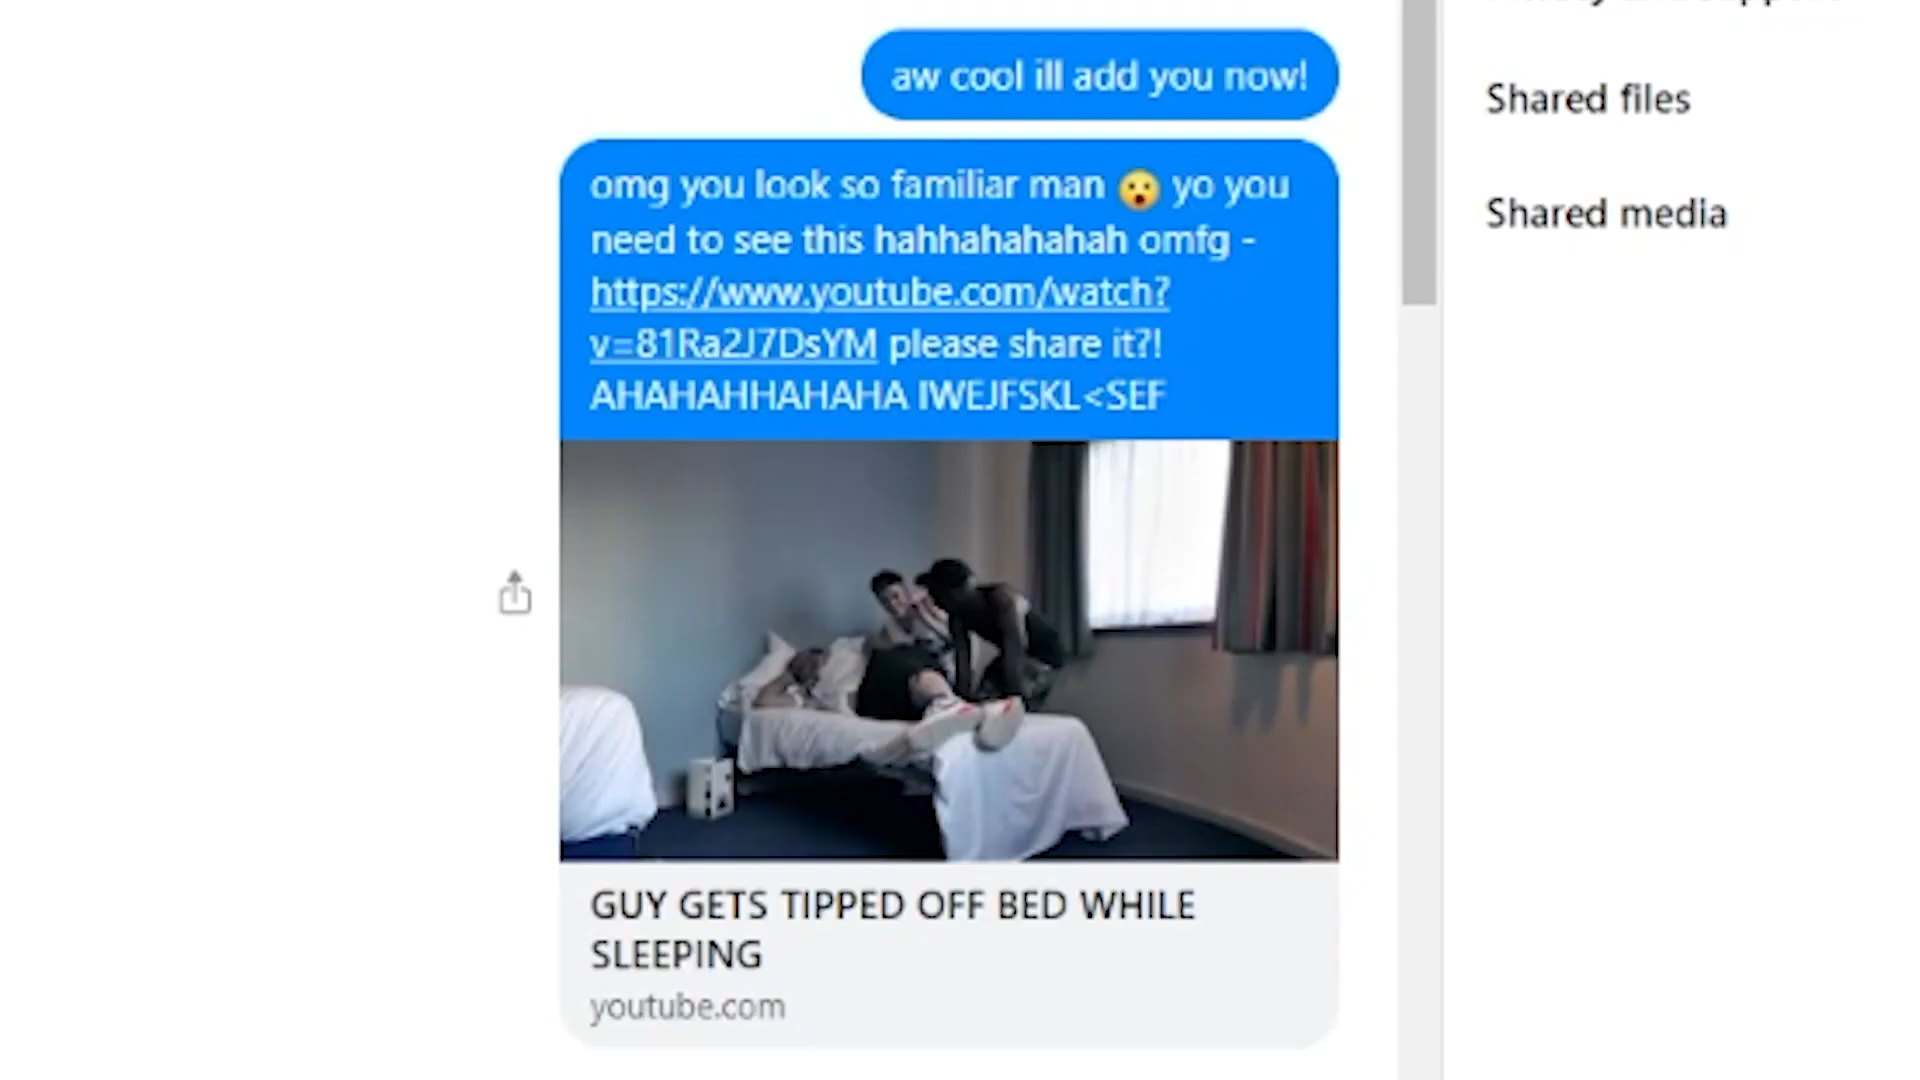 aw cool ill add you now!
omg you look so familiar man 😮 yo you
need to see this hahhahahahah omfg -
https://www.youtube.com/watch?
v=81Ra2J7DsYM please share it?!
AHAHAHHAHAHA IWEJFSKL<SEF
GUY GETS TIPPED OFF BED WHILE
SLEEPING
youtube.com
Shared files
Shared media